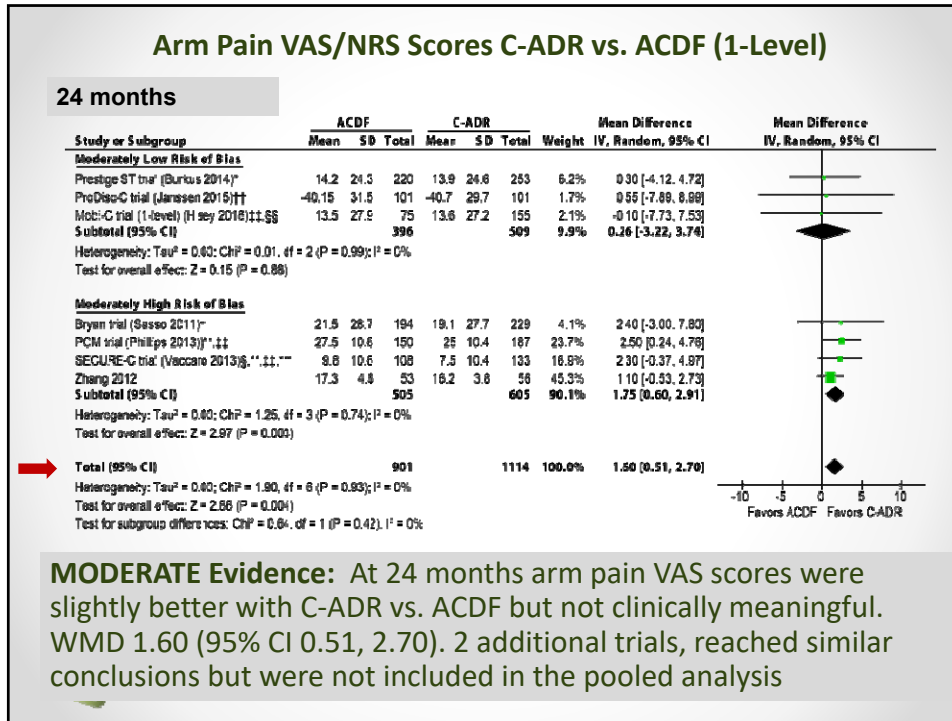 Arm Pain VAS/NRS Scores C-ADR vs. ACDF (1-Level)
24 months
ACDF C-ADR Mean Difference Mean Difference
Study or Subgroup Mean SD Total Mean SD Total Weight IV, Random, 95% CI IV, Random, 95% CI
Moderately Low Risk of Bias
Prestige ST trial (Burkus 2014)* 14.2 24.3 220 13.9 24.6 253 6.2% 0.30 [-4.12, 4.72]
ProDisc-C trial (Janssen 2015)†† -40.15 31.5 101 -40.7 29.7 101 1.7% 0.55 [-7.89, 8.99]
Mobi-C trial (1-level) (Hisey 2016)‡‡,§§ 13.5 27.9 75 13.6 27.2 155 2.1% -0.10 [-7.73, 7.53]
Subtotal (95% CI) 396 509 9.9% 0.26 [-3.22, 3.74]
Heterogeneity: Tau² = 0.00; Chi² = 0.01, df = 2 (P = 0.99); I² = 0%
Test for overall effect: Z = 0.15 (P = 0.88)
Moderately High Risk of Bias
Bryan trial (Sasso 2011) 21.5 28.7 194 19.1 27.7 229 4.1% 2.40 [-3.00, 7.80]
PCM trial (Phillips 2013) 27.5 10.6 150 25 10.4 187 23.7% 2.50 [0.24, 4.76]
SECURE-C trial (Vaccaro 2013) 9.8 10.6 108 7.5 10.4 133 16.9% 2.30 [-0.37, 4.97]
Zhang 2012 17.3 4.8 53 16.2 3.8 56 45.3% 1.10 [-0.53, 2.73]
Subtotal (95% CI) 505 605 90.1% 1.75 [0.60, 2.91]
Heterogeneity: Tau² = 0.00; Chi² = 1.25, df = 3 (P = 0.74); I² = 0%
Test for overall effect: Z = 2.97 (P = 0.003)
Total (95% CI) 901 1114 100.0% 1.60 [0.51, 2.70]
Heterogeneity: Tau² = 0.00; Chi² = 1.90, df = 6 (P = 0.93); I² = 0%
Test for overall effect: Z = (P = 0.004)
Test for subgroup differences: Chi² = 0.64, df = 1 (P = 0.42), I² = 0%
-10 -5 0 5 10
Favors ACDF Favors C-ADR
MODERATE Evidence: At 24 months arm pain VAS scores were
slightly better with C-ADR vs. ACDF but not clinically meaningful.
WMD 1.60 (95% CI 0.51, 2.70). 2 additional trials, reached similar
conclusions but were not included in the pooled analysis